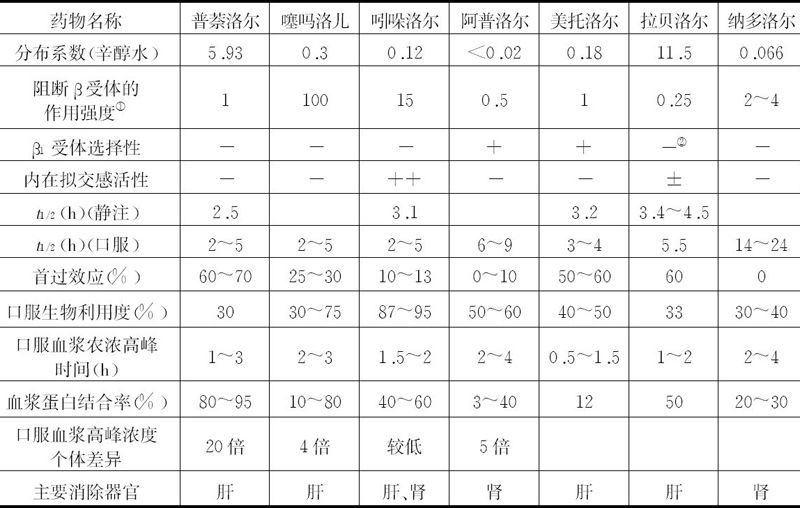 药物名称 普萘洛尔 噻吗洛儿 吲哚洛尔 阿普洛尔 美托洛尔 拉贝洛尔 纳多洛尔
分布系数(辛醇水) 5.93 0.3 0.12 <0.02 0.18 11.5 0.066
阻断β受体的
作用强度① 1 100 15 0.5 1 0.25 2～4
β₁ 受体选择性 － － － ＋ ＋ －② －
内在拟交感活性 － － ＋＋ － － ± －
t₁/₂(h)(静注) 2.5 3.1 3.2 3.4～4.5
t₁/₂(h)(口服) 2～5 2～5 2～5 6～9 3～4 5.5 14～24
首过效应(%) 60～70 25～30 10～13 0～10 50～60 60 0
口服生物利用度(%) 30 30～75 87～95 50～60 40～50 33 30～40
口服血浆农浓高峰
时间(h) 1～3 2～3 1.5～2 2～4 0.5～1.5 1～2 2～4
血浆蛋白结合率(%) 80～95 10～80 40～60 3～40 12 50 20～30
口服血浆高峰浓度
个体差异 20倍 4倍 较低 5倍
主要消除器官 肝 肝 肝、肾 肾 肝 肝 肾